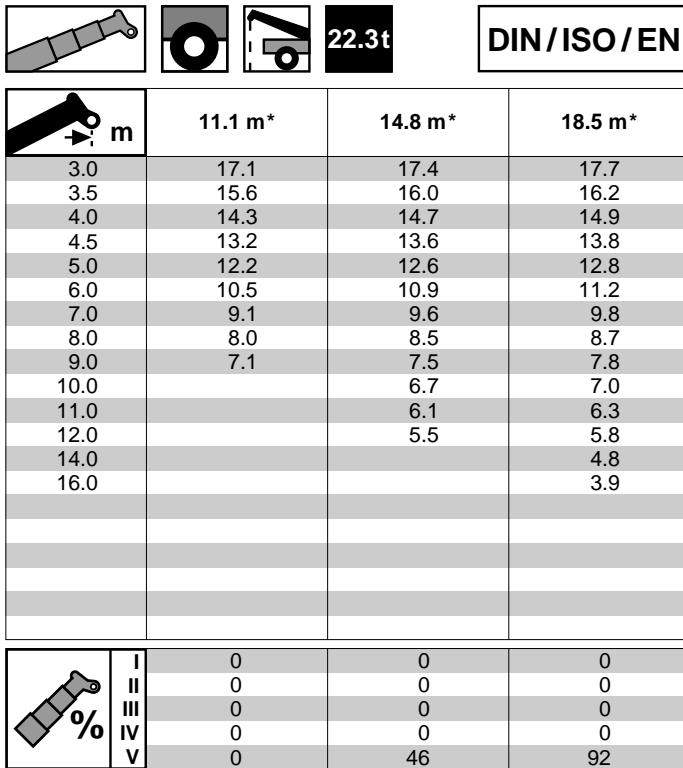 22.3t DIN/ISO/EN
m 11.1 m* 14.8 m* 18.5 m*
3.0 17.1 17.4 17.7
3.5 15.6 16.0 16.2
4.0 14.3 14.7 14.9
4.5 13.2 13.6 13.8
5.0 12.2 12.6 12.8
6.0 10.5 10.9 11.2
7.0 9.1 9.6 9.8
8.0 8.0 8.5 8.7
9.0 7.1 7.5 7.8
10.0 6.7 7.0
11.0 6.1 6.3
12.0 5.5 5.8
14.0 4.8
16.0 3.9
I 0 0 0
II 0 0 0
% III 0 0 0
IV 0 0 0
V 0 46 92